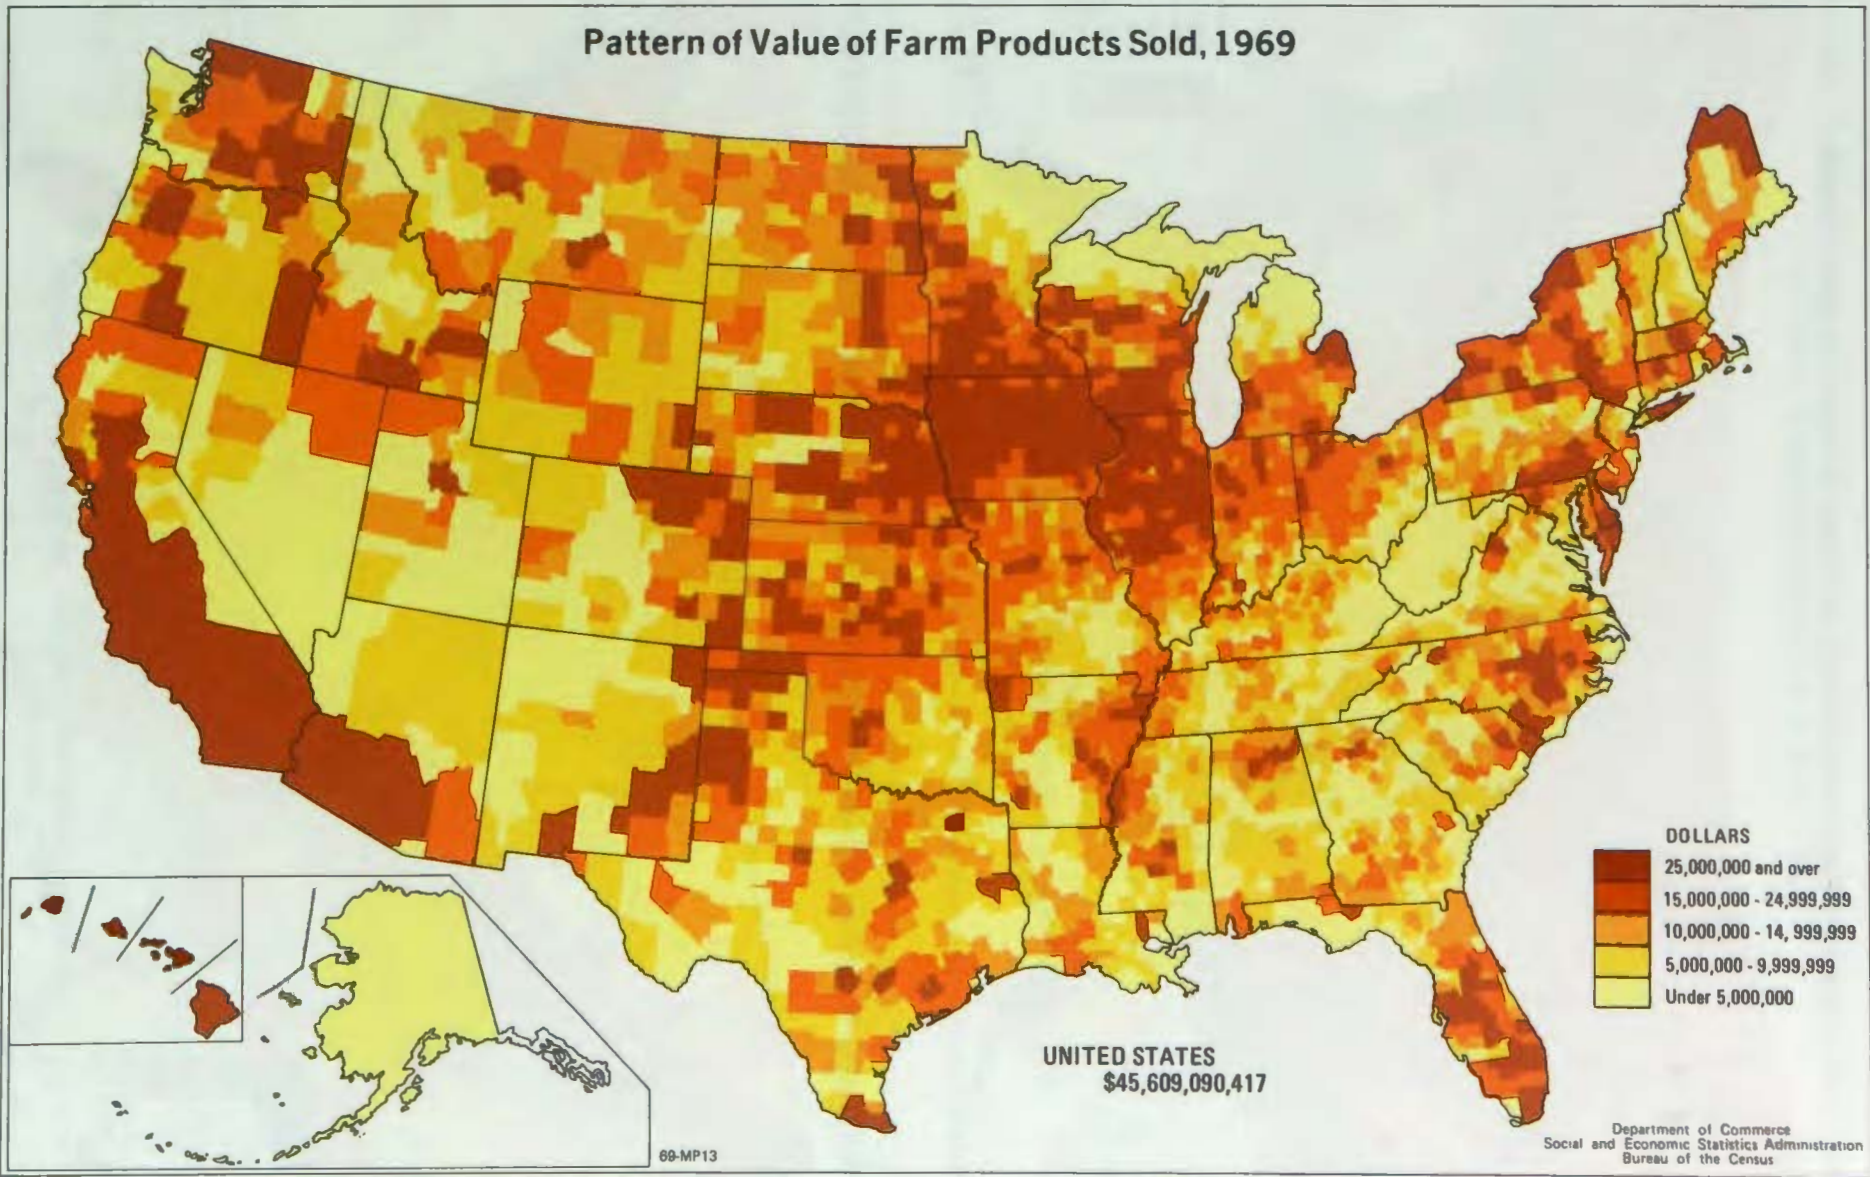 Pattern of Value of Farm Products Sold, 1969
DOLLARS
25,000,000 and over
15,000,000 - 24,999,999
10,000,000 - 14, 999,999
5,000,000 - 9,999,999
Under 5,000,000
UNITED STATES
$45,609,090,417
69-MP13
Department of Commerce
Social and Economic Statistics Administration
Bureau of the Census